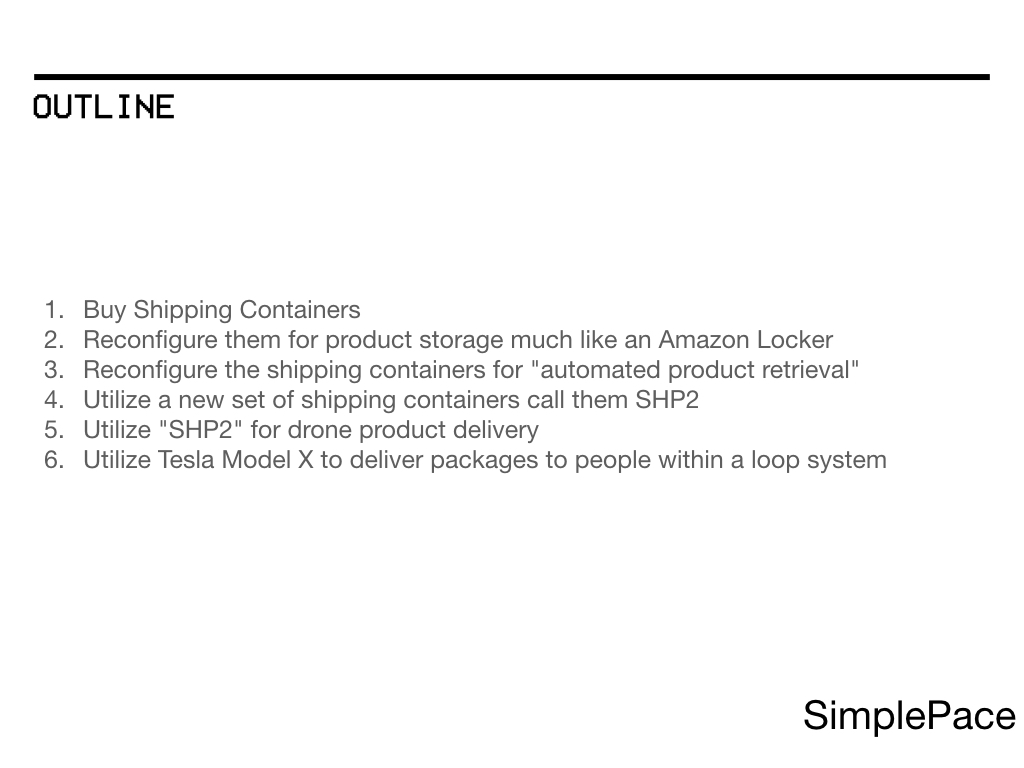 OUTLINE
1. Buy Shipping Containers
2. Reconfigure them for product storage much like an Amazon Locker
3. Reconfigure the shipping containers for "automated product retrieval"
4. Utilize a new set of shipping containers call them SHP2
5. Utilize "SHP2" for drone product delivery
6. Utilize Tesla Model X to deliver packages to people within a loop system
SimplePace